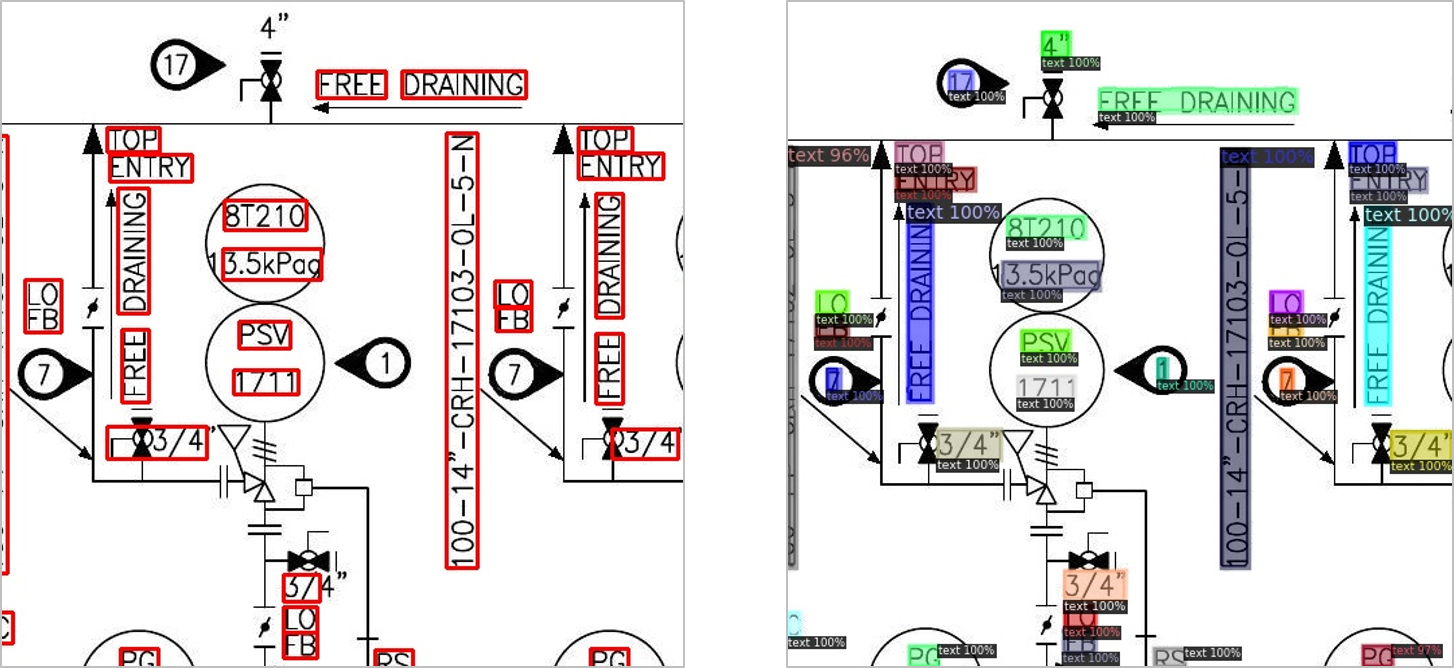 4”
17
FREE DRAINING
TOP
ENTRY
FREE DRAINING
8T210
13.5kPag
LO
FB
PSV
1711
7
1
3/4”
100-14”-CRH-17103-OL-5-N
TOP
ENTRY
FREE DRAINING
LO
FB
7
3/4”
3/4”
LO
FB
PG
RS
PG
4”
text 100%
17
text 100%
FREE DRAINING
text 100%
text 96%
TOP
text 100%
ENTRY
text 100%
text 100%
FREE DRAINING
8T210
text 100%
13.5kPag
text 100%
LO
text 100%
FB
text 100%
PSV
text 100%
1711
text 100%
7
text 100%
1
text 100%
3/4”
text 100%
text 100%
100-14”-CRH-17103-OL-5-
TOP
text 100%
ENTRY
text 100%
text 100%
FREE DRAINING
LO
text 100%
FB
text 100%
7
text 100%
3/4”
text 100%
3/4”
text 100%
LO
text 100%
FB
text 100%
text 100%
PG
text 100%
RS
text 100%
PG
text 97%